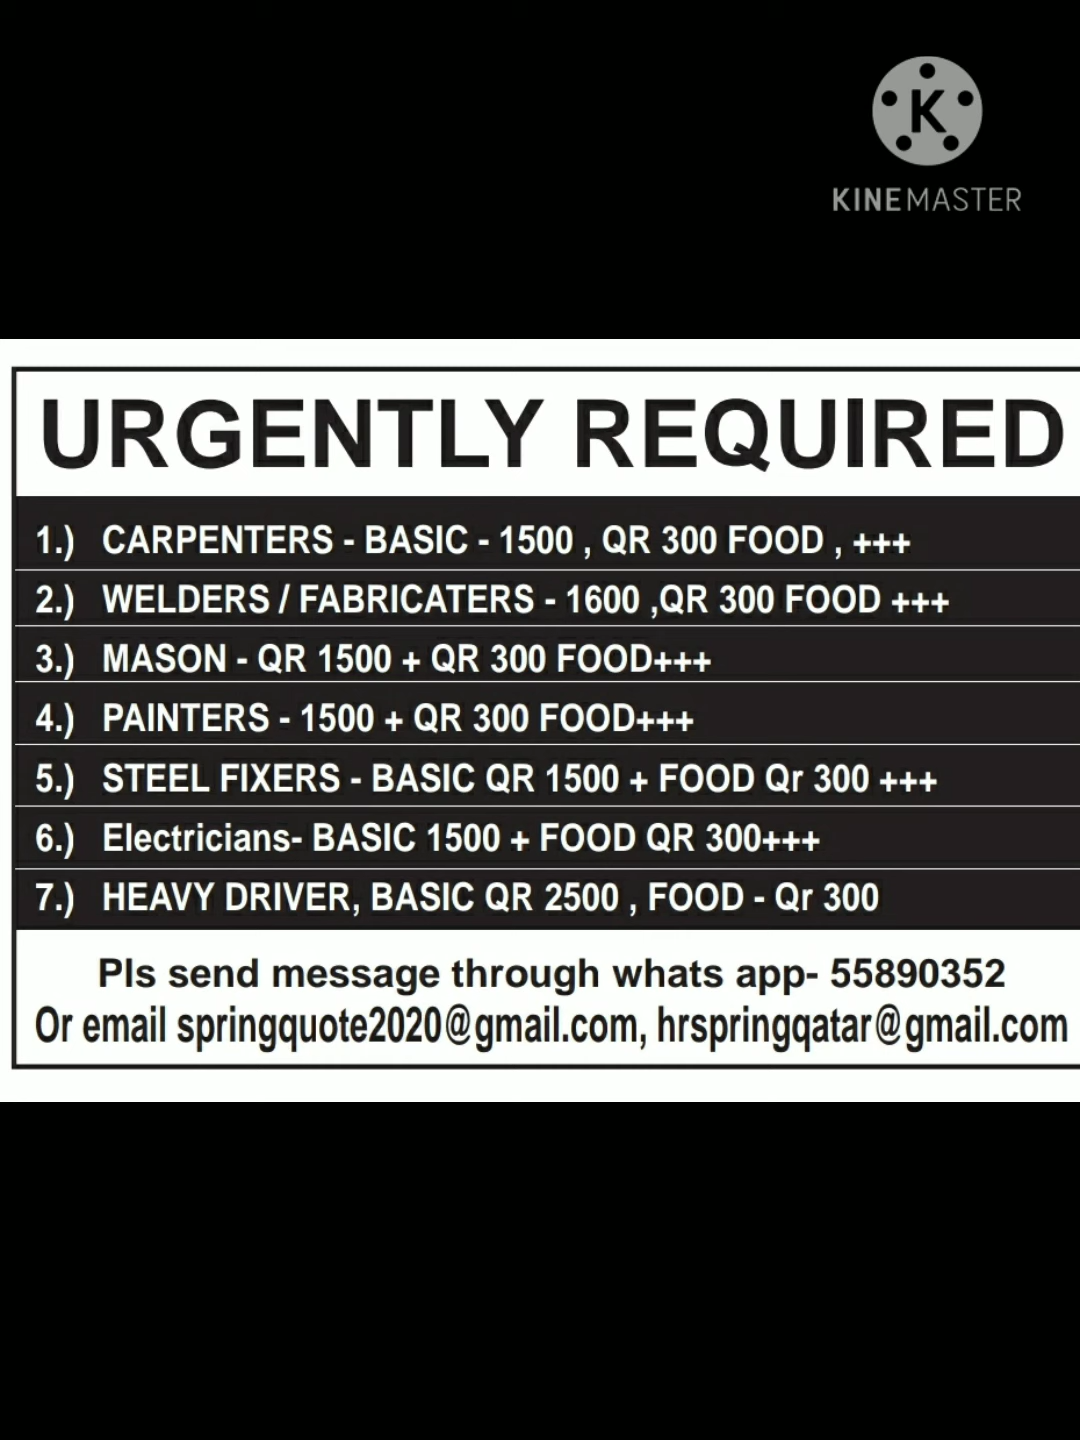 K
KINEMASTER
URGENTLY REQUIRED
1.) CARPENTERS - BASIC - 1500 , QR 300 FOOD , +++
2.) WELDERS / FABRICATERS - 1600 ,QR 300 FOOD +++
3.) MASON - QR 1500 + QR 300 FOOD+++
4.) PAINTERS - 1500 + QR 300 FOOD+++
5.) STEEL FIXERS - BASIC QR 1500 + FOOD Qr 300 +++
6.) Electricians- BASIC 1500 + FOOD QR 300+++
7.) HEAVY DRIVER, BASIC QR 2500 , FOOD - Qr 300
Pls send message through whats app- 55890352
Or email springquote2020@gmail.com, hrspringqatar@gmail.com